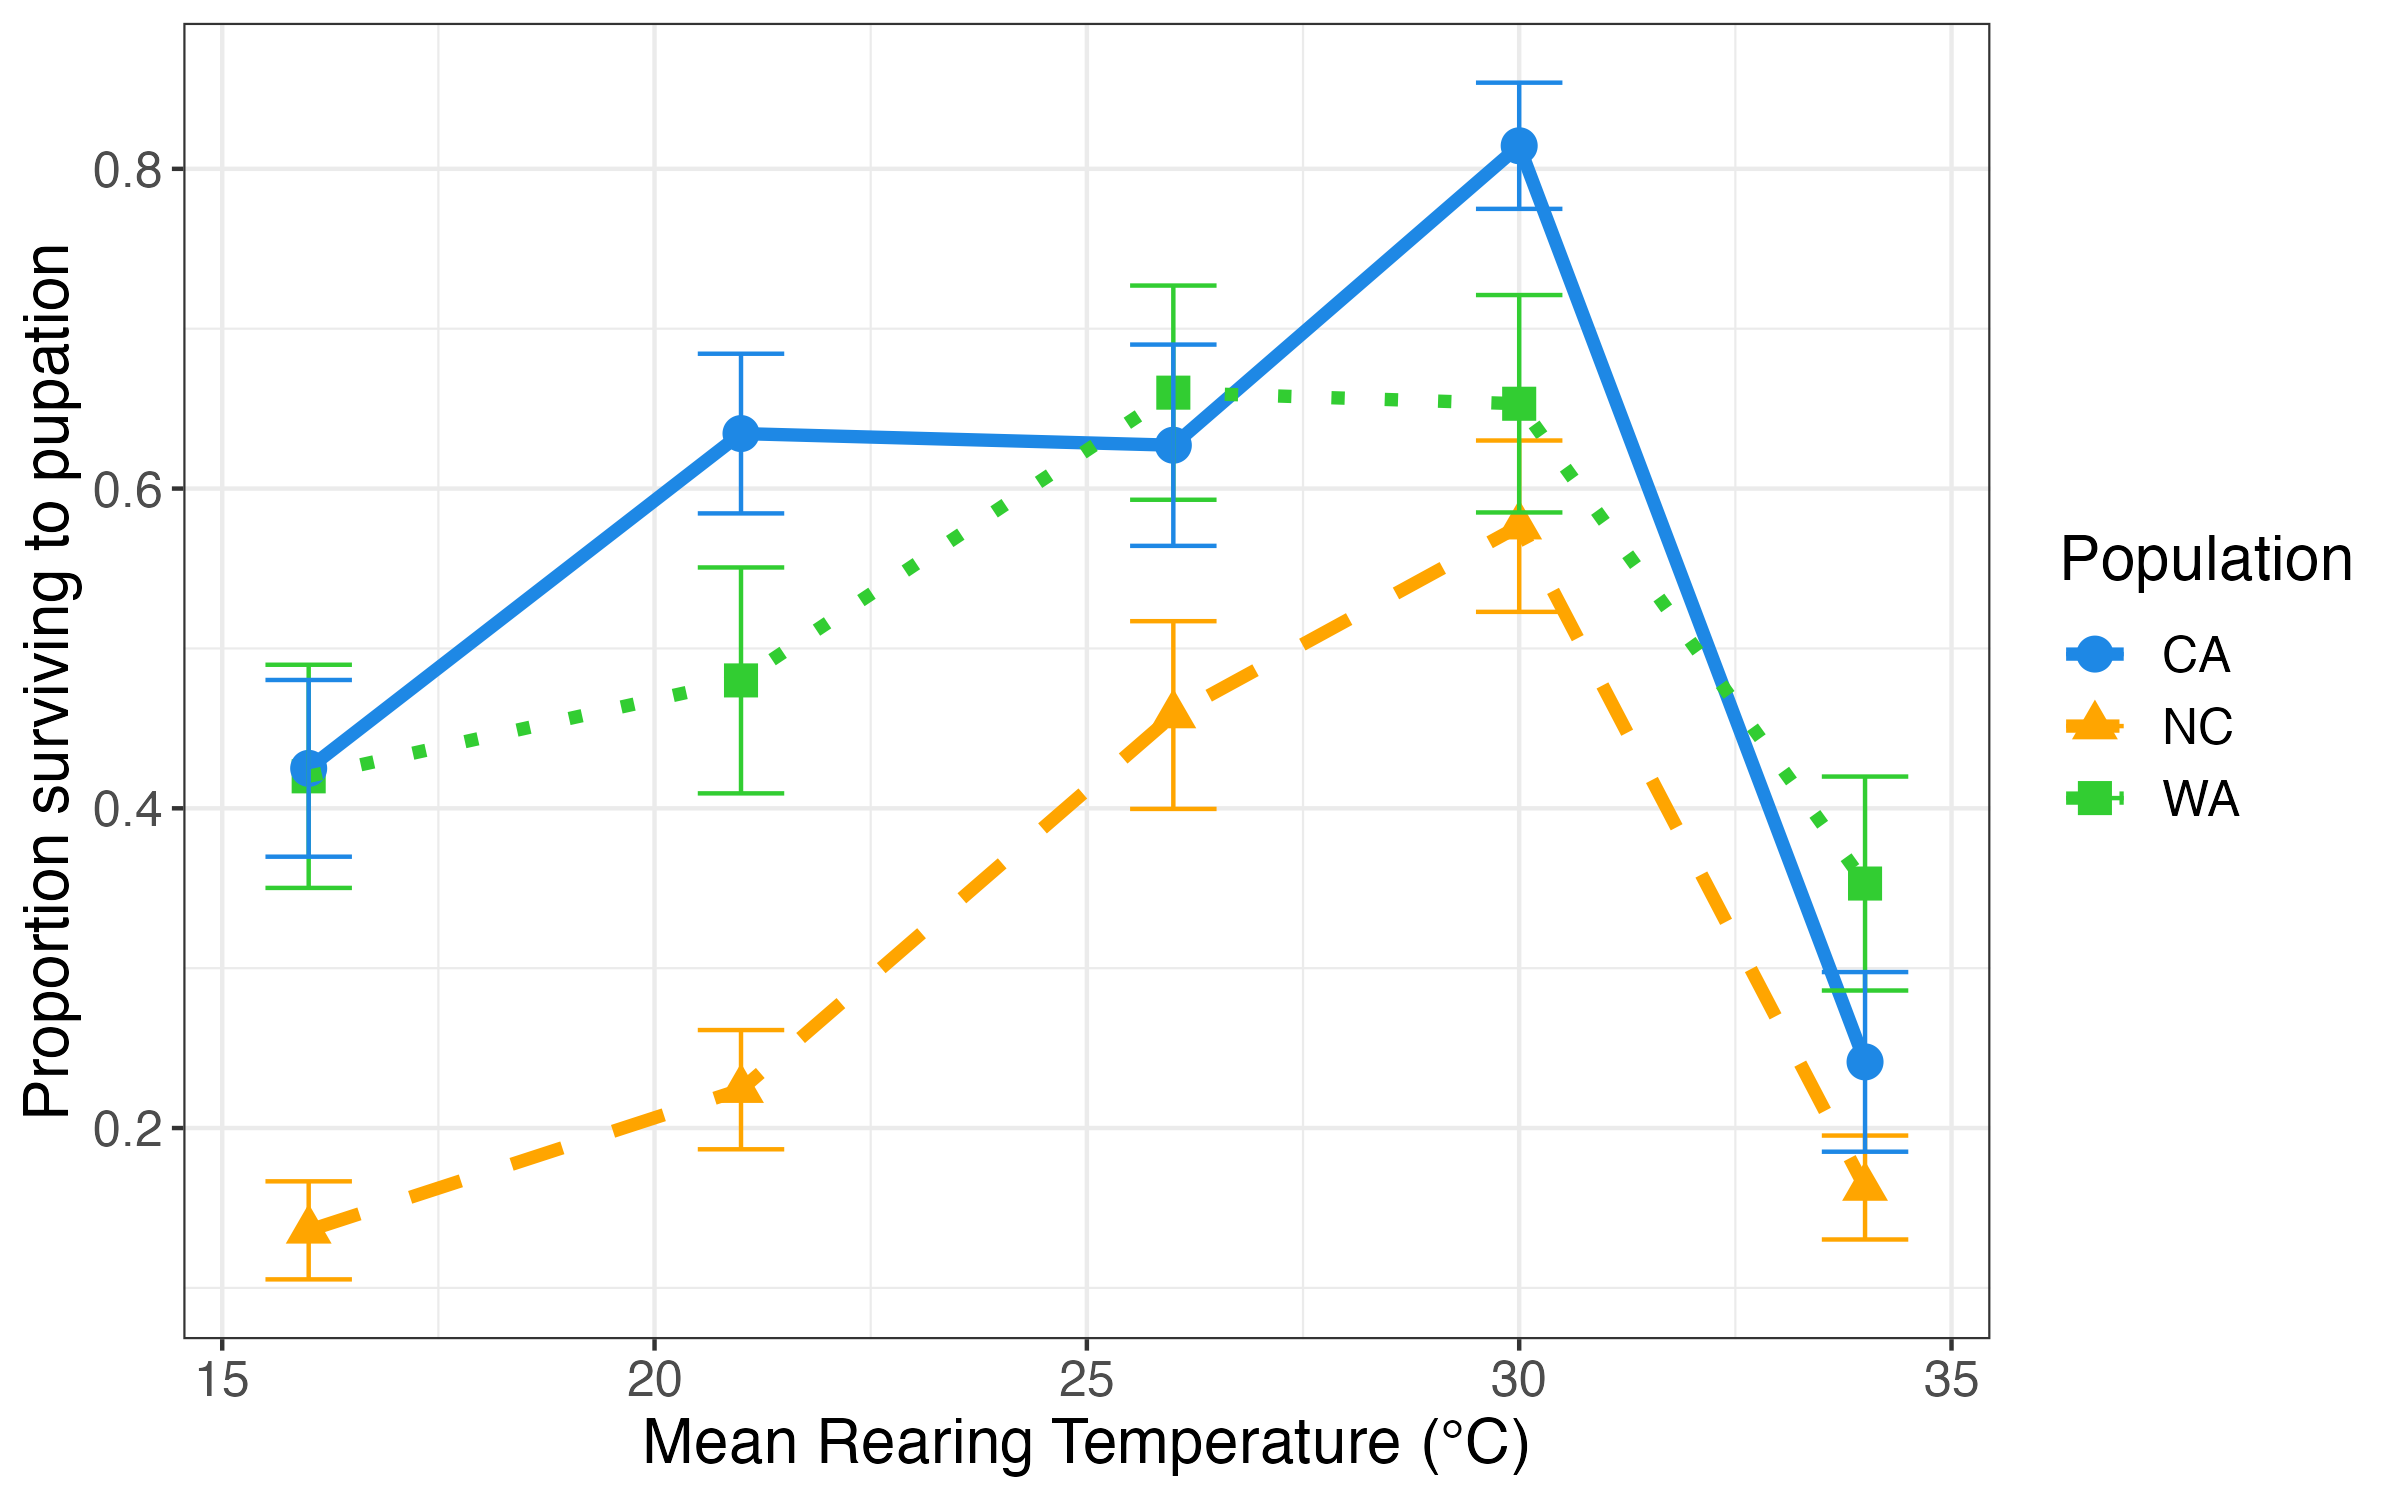 Proportion surviving to pupation
0.8
0.6
0.4
0.2
15 20 25 30 35
Mean Rearing Temperature (°C)
Population
CA
NC
WA